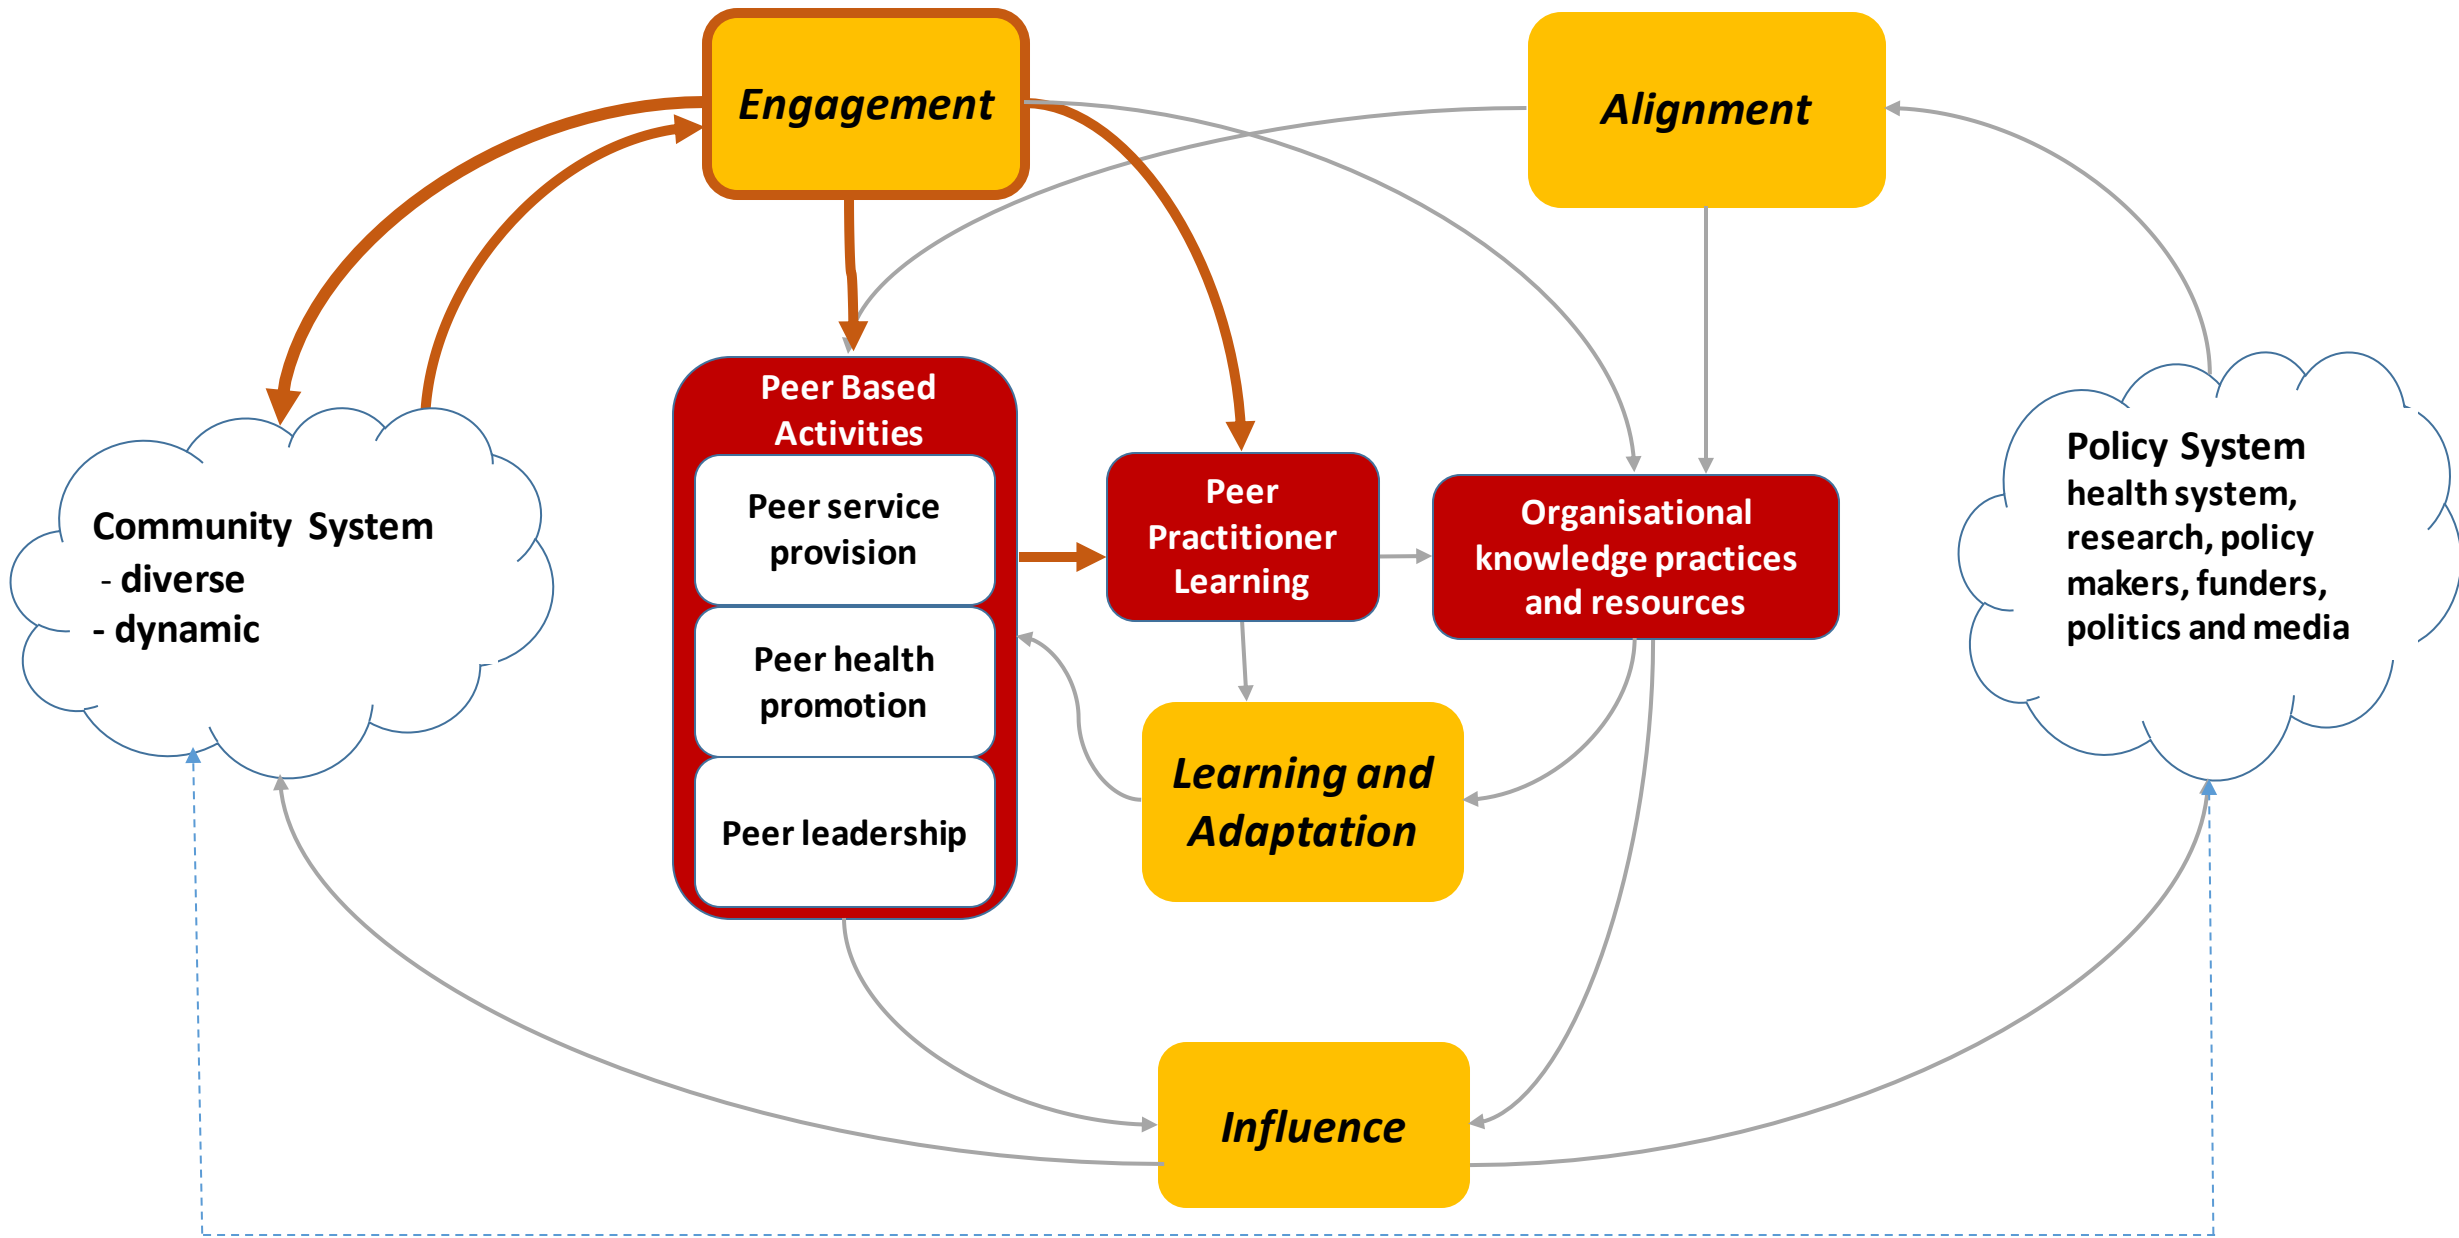 Engagement
Alignment
Peer Based
Activities
Peer service
provision
Peer health
promotion
Peer leadership
Peer
Practitioner
Learning
Organisational
knowledge practices
and resources
Community System
- diverse
- dynamic
Policy System
health system,
research, policy
makers, funders,
politics and media
Learning and
Adaptation
Influence